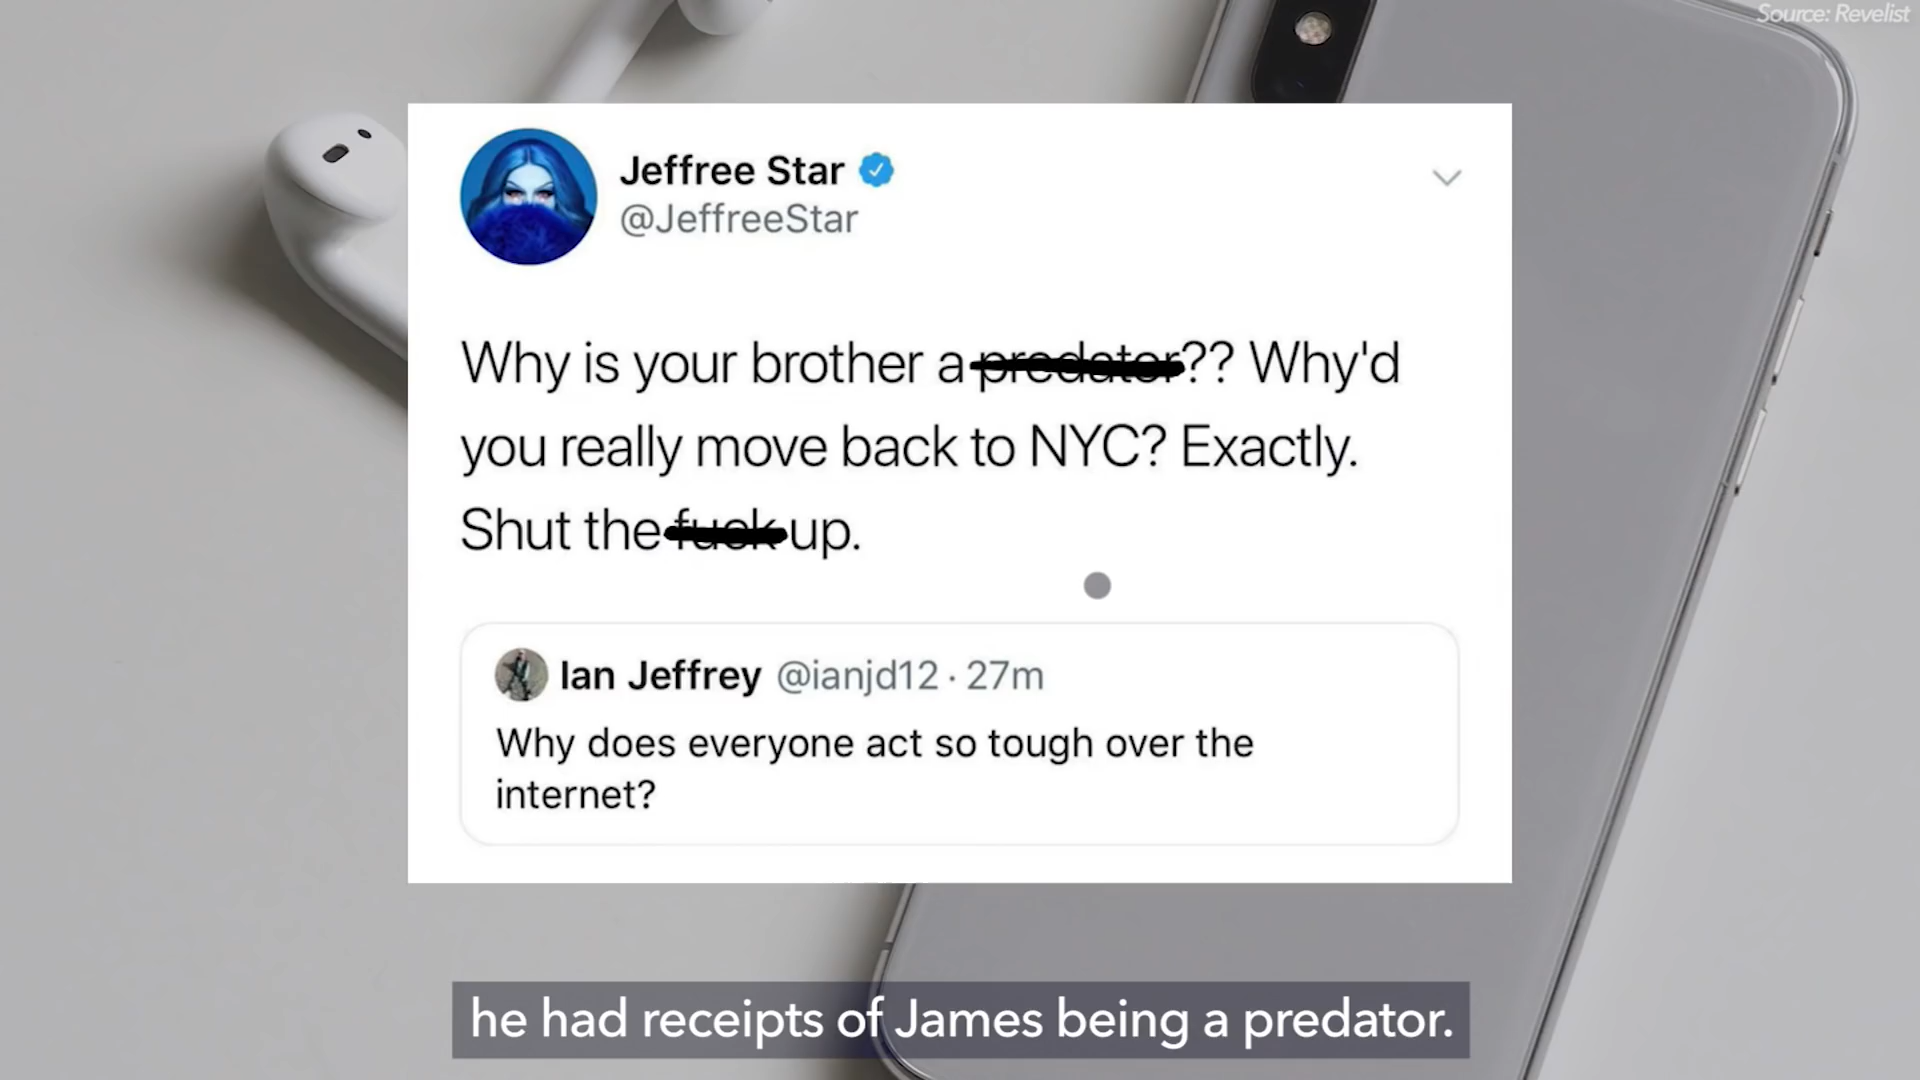 Source: Revelist
Jeffree Star
@JeffreeStar
Why is your brother a predator?? Why'd
you really move back to NYC? Exactly.
Shut the fuck up.
Ian Jeffrey @ianjd12 · 27m
Why does everyone act so tough over the
internet?
he had receipts of James being a predator.